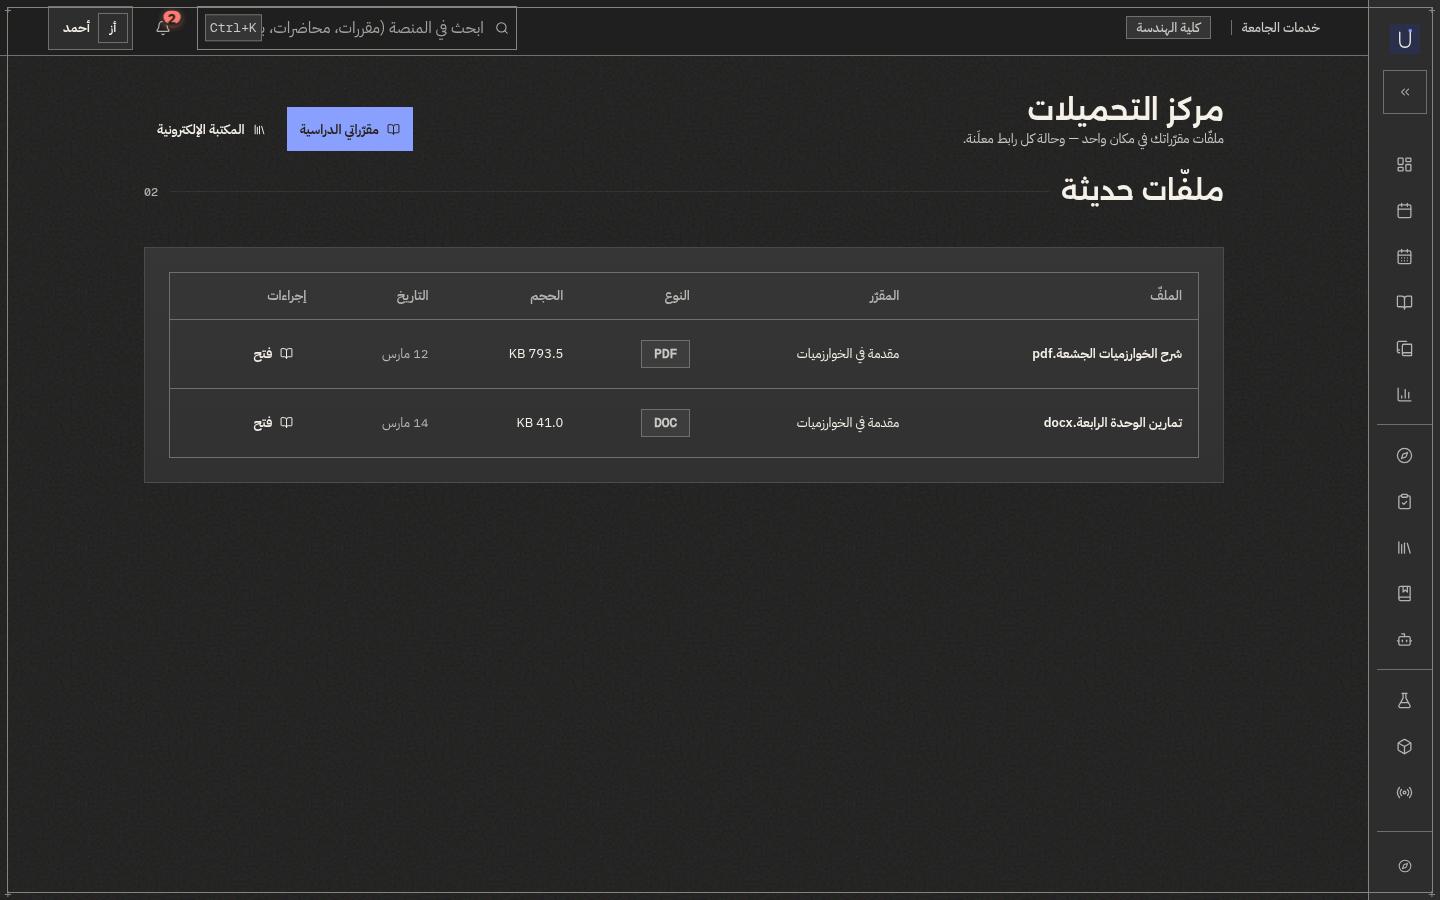 خدمات الجامعة
كلية الهندسة
ابحث في المنصة (مقررات، محاضرات،
Ctrl+K
2
أز
أحمد
U
مركز التحميلات
ملفّات مقرّراتك في مكان واحد — وحالة كل رابط معلَنة.
مقرّراتي الدراسية
المكتبة الإلكترونية
ملفّات حديثة
02
الملفّ المقرّر النوع الحجم التاريخ إجراءات
شرح الخوارزميات الجشعة.pdf مقدمة في الخوارزميات PDF 793.5 KB 12 مارس فتح
تمارين الوحدة الرابعة.docx مقدمة في الخوارزميات DOC 41.0 KB 14 مارس فتح